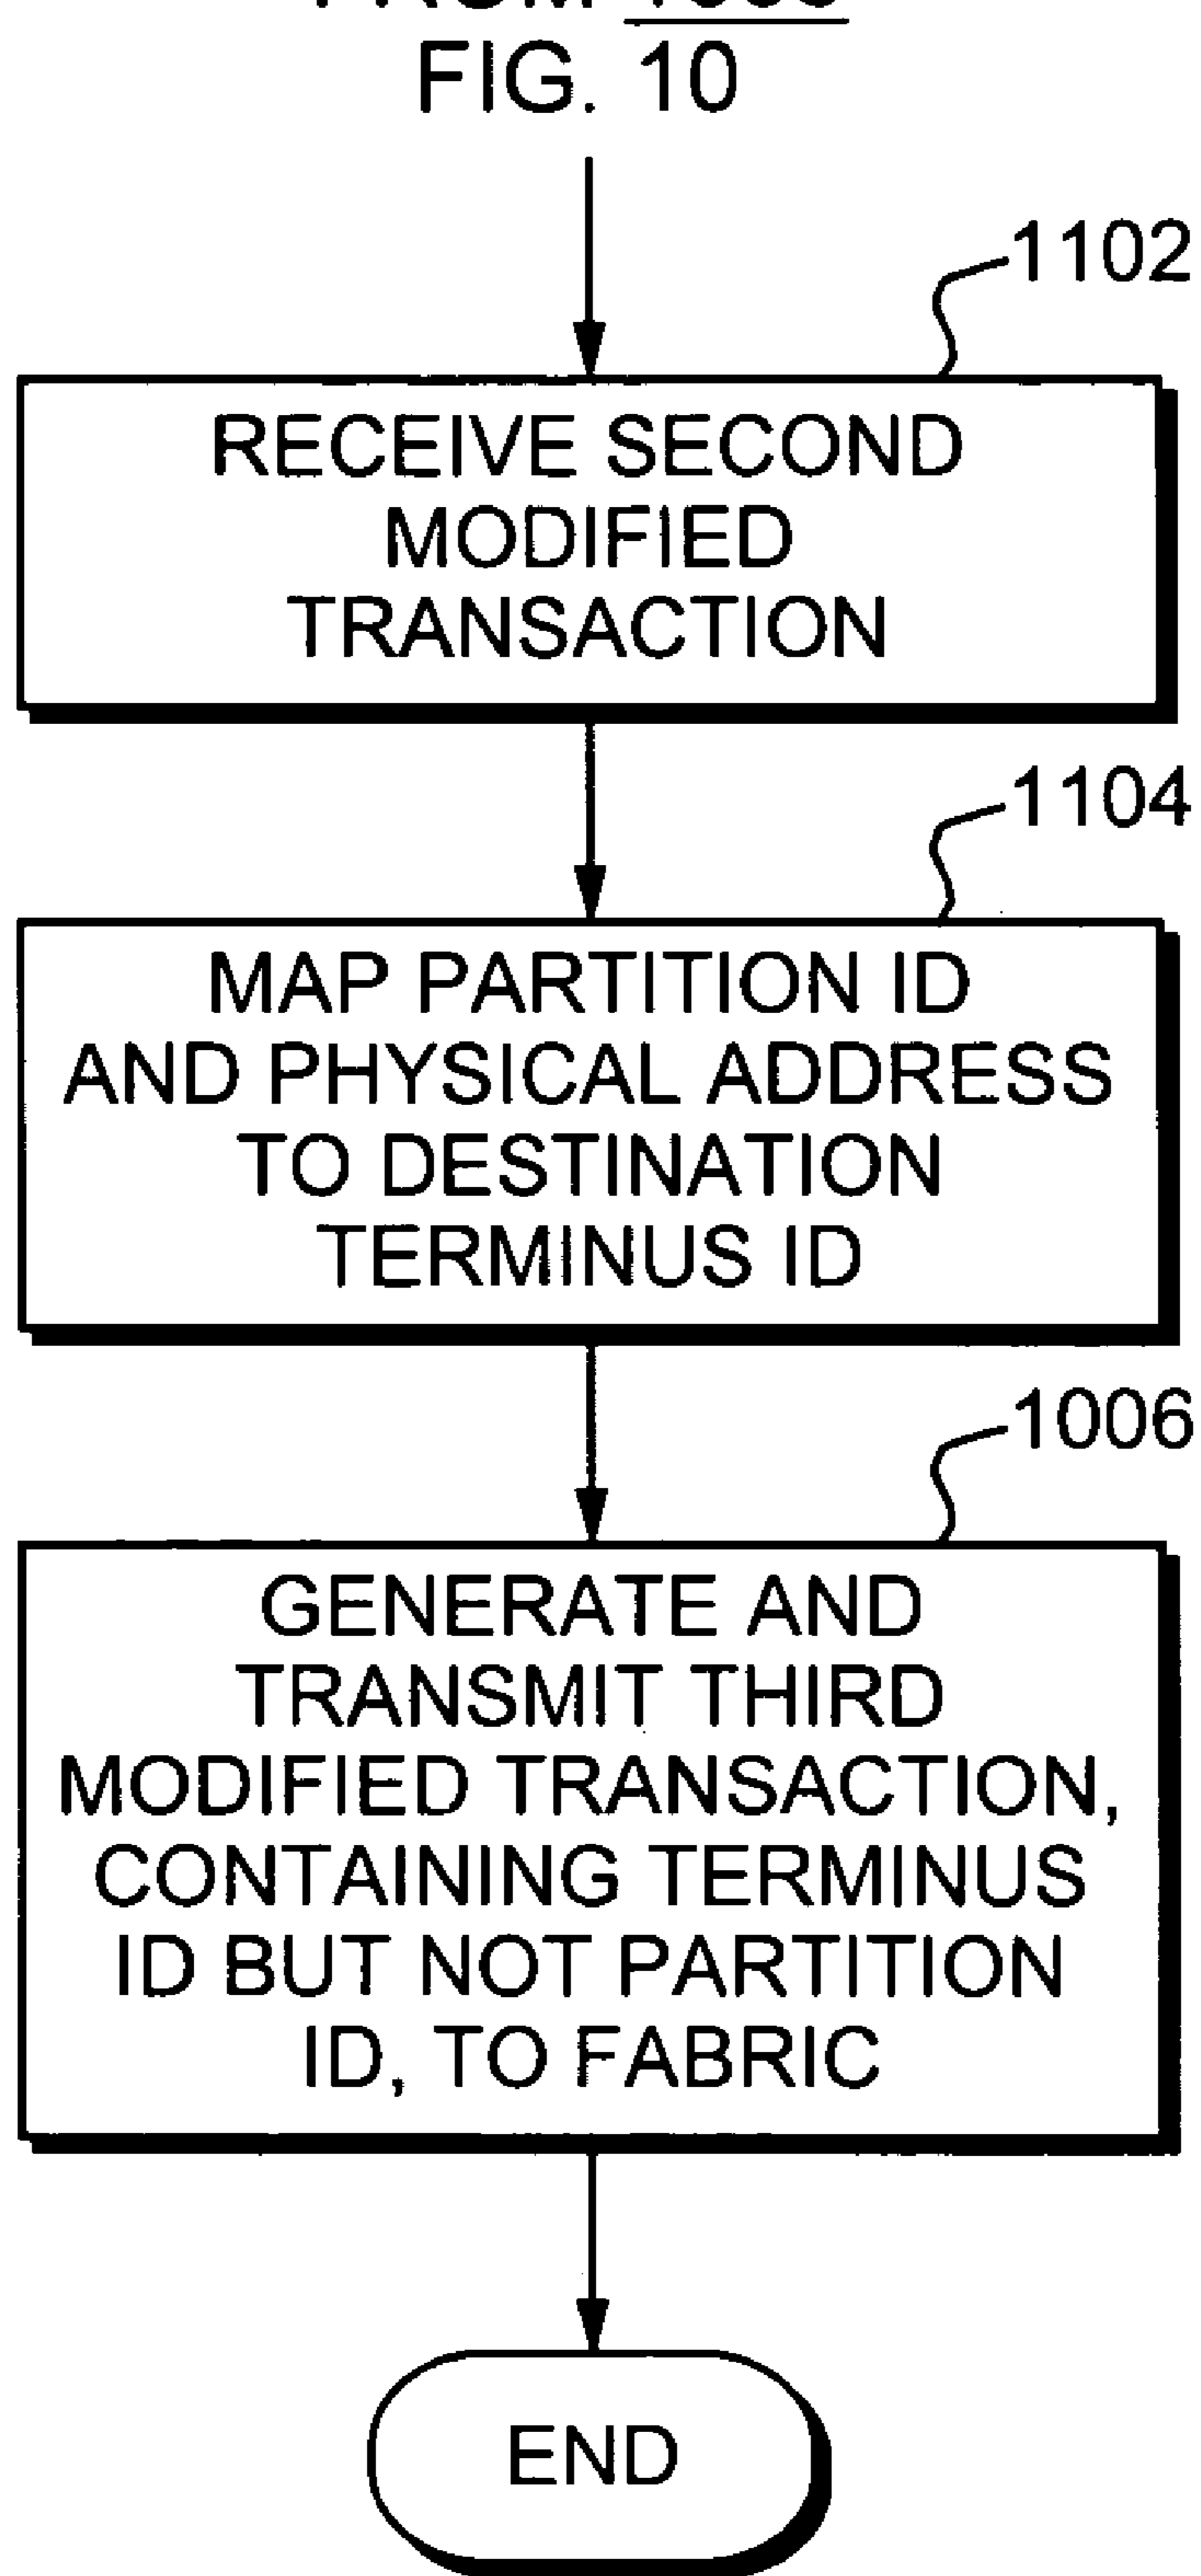 FROM
FIG. 10
1102
RECEIVE SECOND
MODIFIED
TRANSACTION
1104
MAP PARTITION ID
AND PHYSICAL ADDRESS
TO DESTINATION
TERMINUS ID
1006
GENERATE AND
TRANSMIT THIRD
MODIFIED TRANSACTION,
CONTAINING TERMINUS
ID BUT NOT PARTITION
ID, TO FABRIC
END